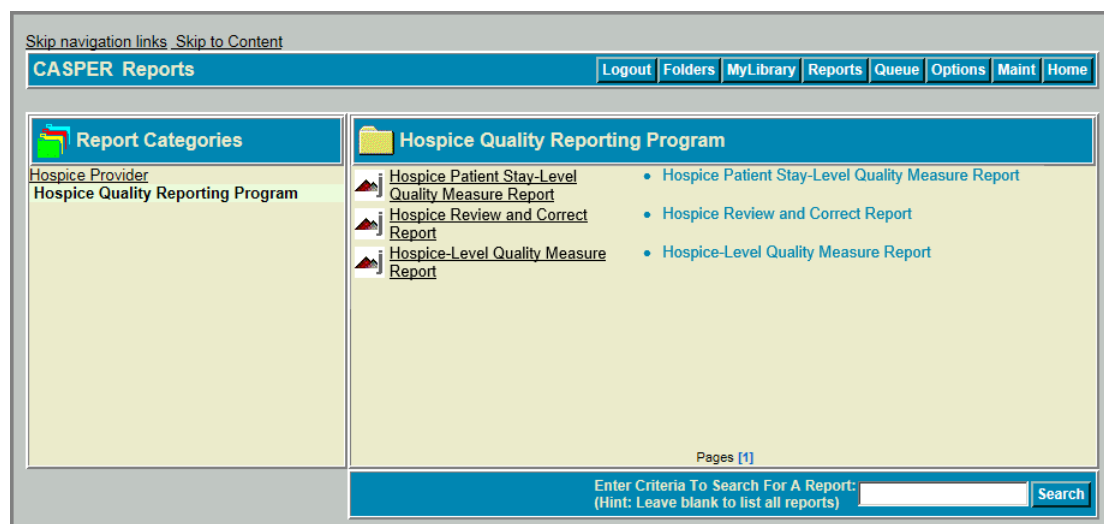 Skip navigation links  Skip to Content
CASPER Reports
Logout Folders MyLibrary Reports Queue Options Maint Home
Report Categories
Hospice Provider
Hospice Quality Reporting Program
Hospice Quality Reporting Program
Hospice Patient Stay-Level
Quality Measure Report
• Hospice Patient Stay-Level Quality Measure Report
Hospice Review and Correct
Report
• Hospice Review and Correct Report
Hospice-Level Quality Measure
Report
• Hospice-Level Quality Measure Report
Pages [1]
Enter Criteria To Search For A Report:
(Hint: Leave blank to list all reports)
Search